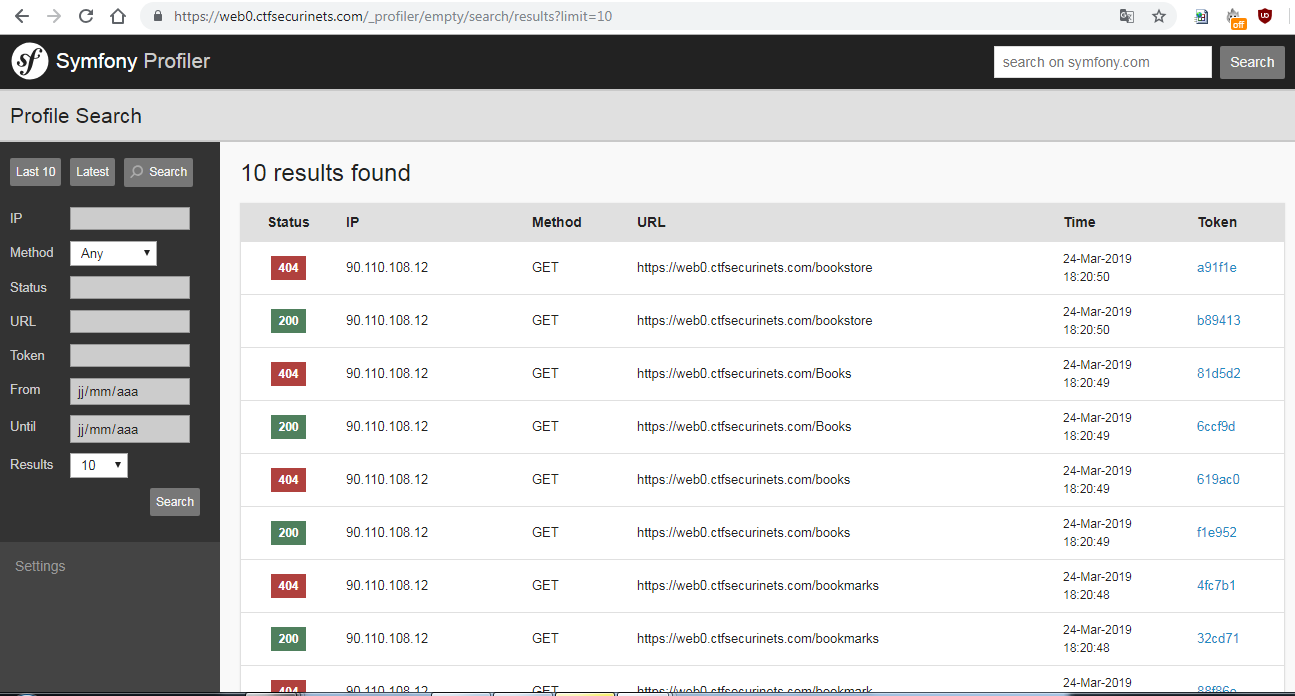 https://web0.ctfsecurinets.com/_profiler/empty/search/results?limit=10
off
Symfony Profiler
search on symfony.com
Search
Profile Search
Last 10
Latest
Search
IP
Method
Any
Status
URL
Token
From
jj/mm/aaa
Until
jj/mm/aaa
Results
10
Search
Settings
10 results found
Status IP Method URL Time Token
404 90.110.108.12 GET https://web0.ctfsecurinets.com/bookstore 24-Mar-2019 18:20:50 a91f1e
200 90.110.108.12 GET https://web0.ctfsecurinets.com/bookstore 24-Mar-2019 18:20:50 b89413
404 90.110.108.12 GET https://web0.ctfsecurinets.com/Books 24-Mar-2019 18:20:49 81d5d2
200 90.110.108.12 GET https://web0.ctfsecurinets.com/Books 24-Mar-2019 18:20:49 6ccf9d
404 90.110.108.12 GET https://web0.ctfsecurinets.com/books 24-Mar-2019 18:20:49 619ac0
200 90.110.108.12 GET https://web0.ctfsecurinets.com/books 24-Mar-2019 18:20:49 f1e952
404 90.110.108.12 GET https://web0.ctfsecurinets.com/bookmarks 24-Mar-2019 18:20:48 4fc7b1
200 90.110.108.12 GET https://web0.ctfsecurinets.com/bookmarks 24-Mar-2019 18:20:48 32cd71
404 90.110.108.12 GET https://web0.ctfsecurinets.com/bookmark 24-Mar-2019